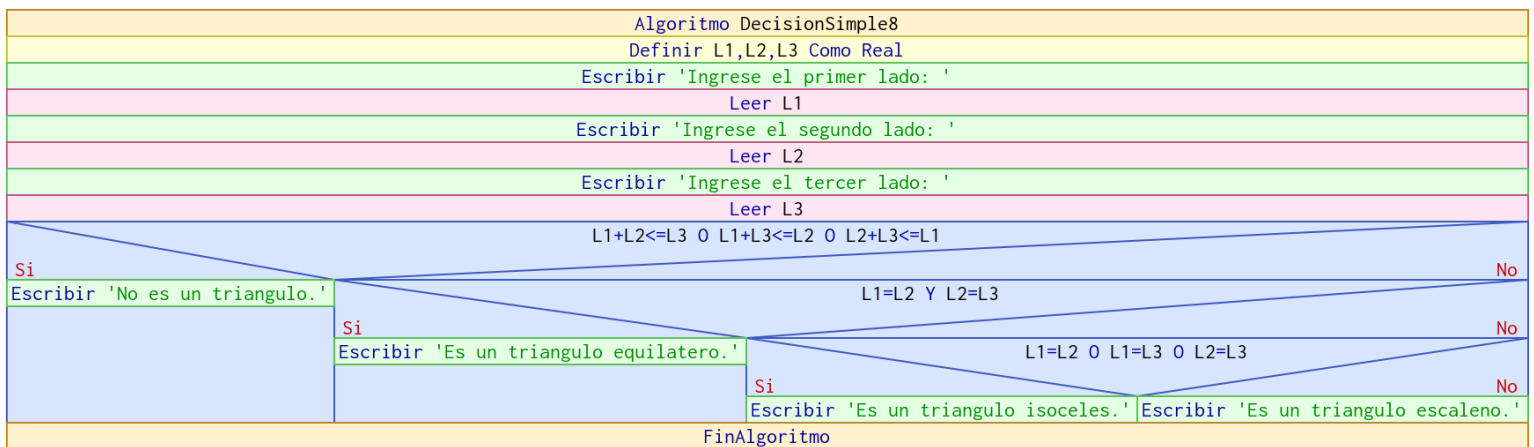 Algoritmo DecisionSimple8
Definir L1,L2,L3 Como Real
Escribir 'Ingrese el primer lado: '
Leer L1
Escribir 'Ingrese el segundo lado: '
Leer L2
Escribir 'Ingrese el tercer lado: '
Leer L3
L1+L2<=L3 O L1+L3<=L2 O L2+L3<=L1
Si No
Escribir 'No es un triangulo.' L1=L2 Y L2=L3
Si No
Escribir 'Es un triangulo equilatero.' L1=L2 O L1=L3 O L2=L3
Si No
Escribir 'Es un triangulo isoceles.' Escribir 'Es un triangulo escaleno.'
FinAlgoritmo